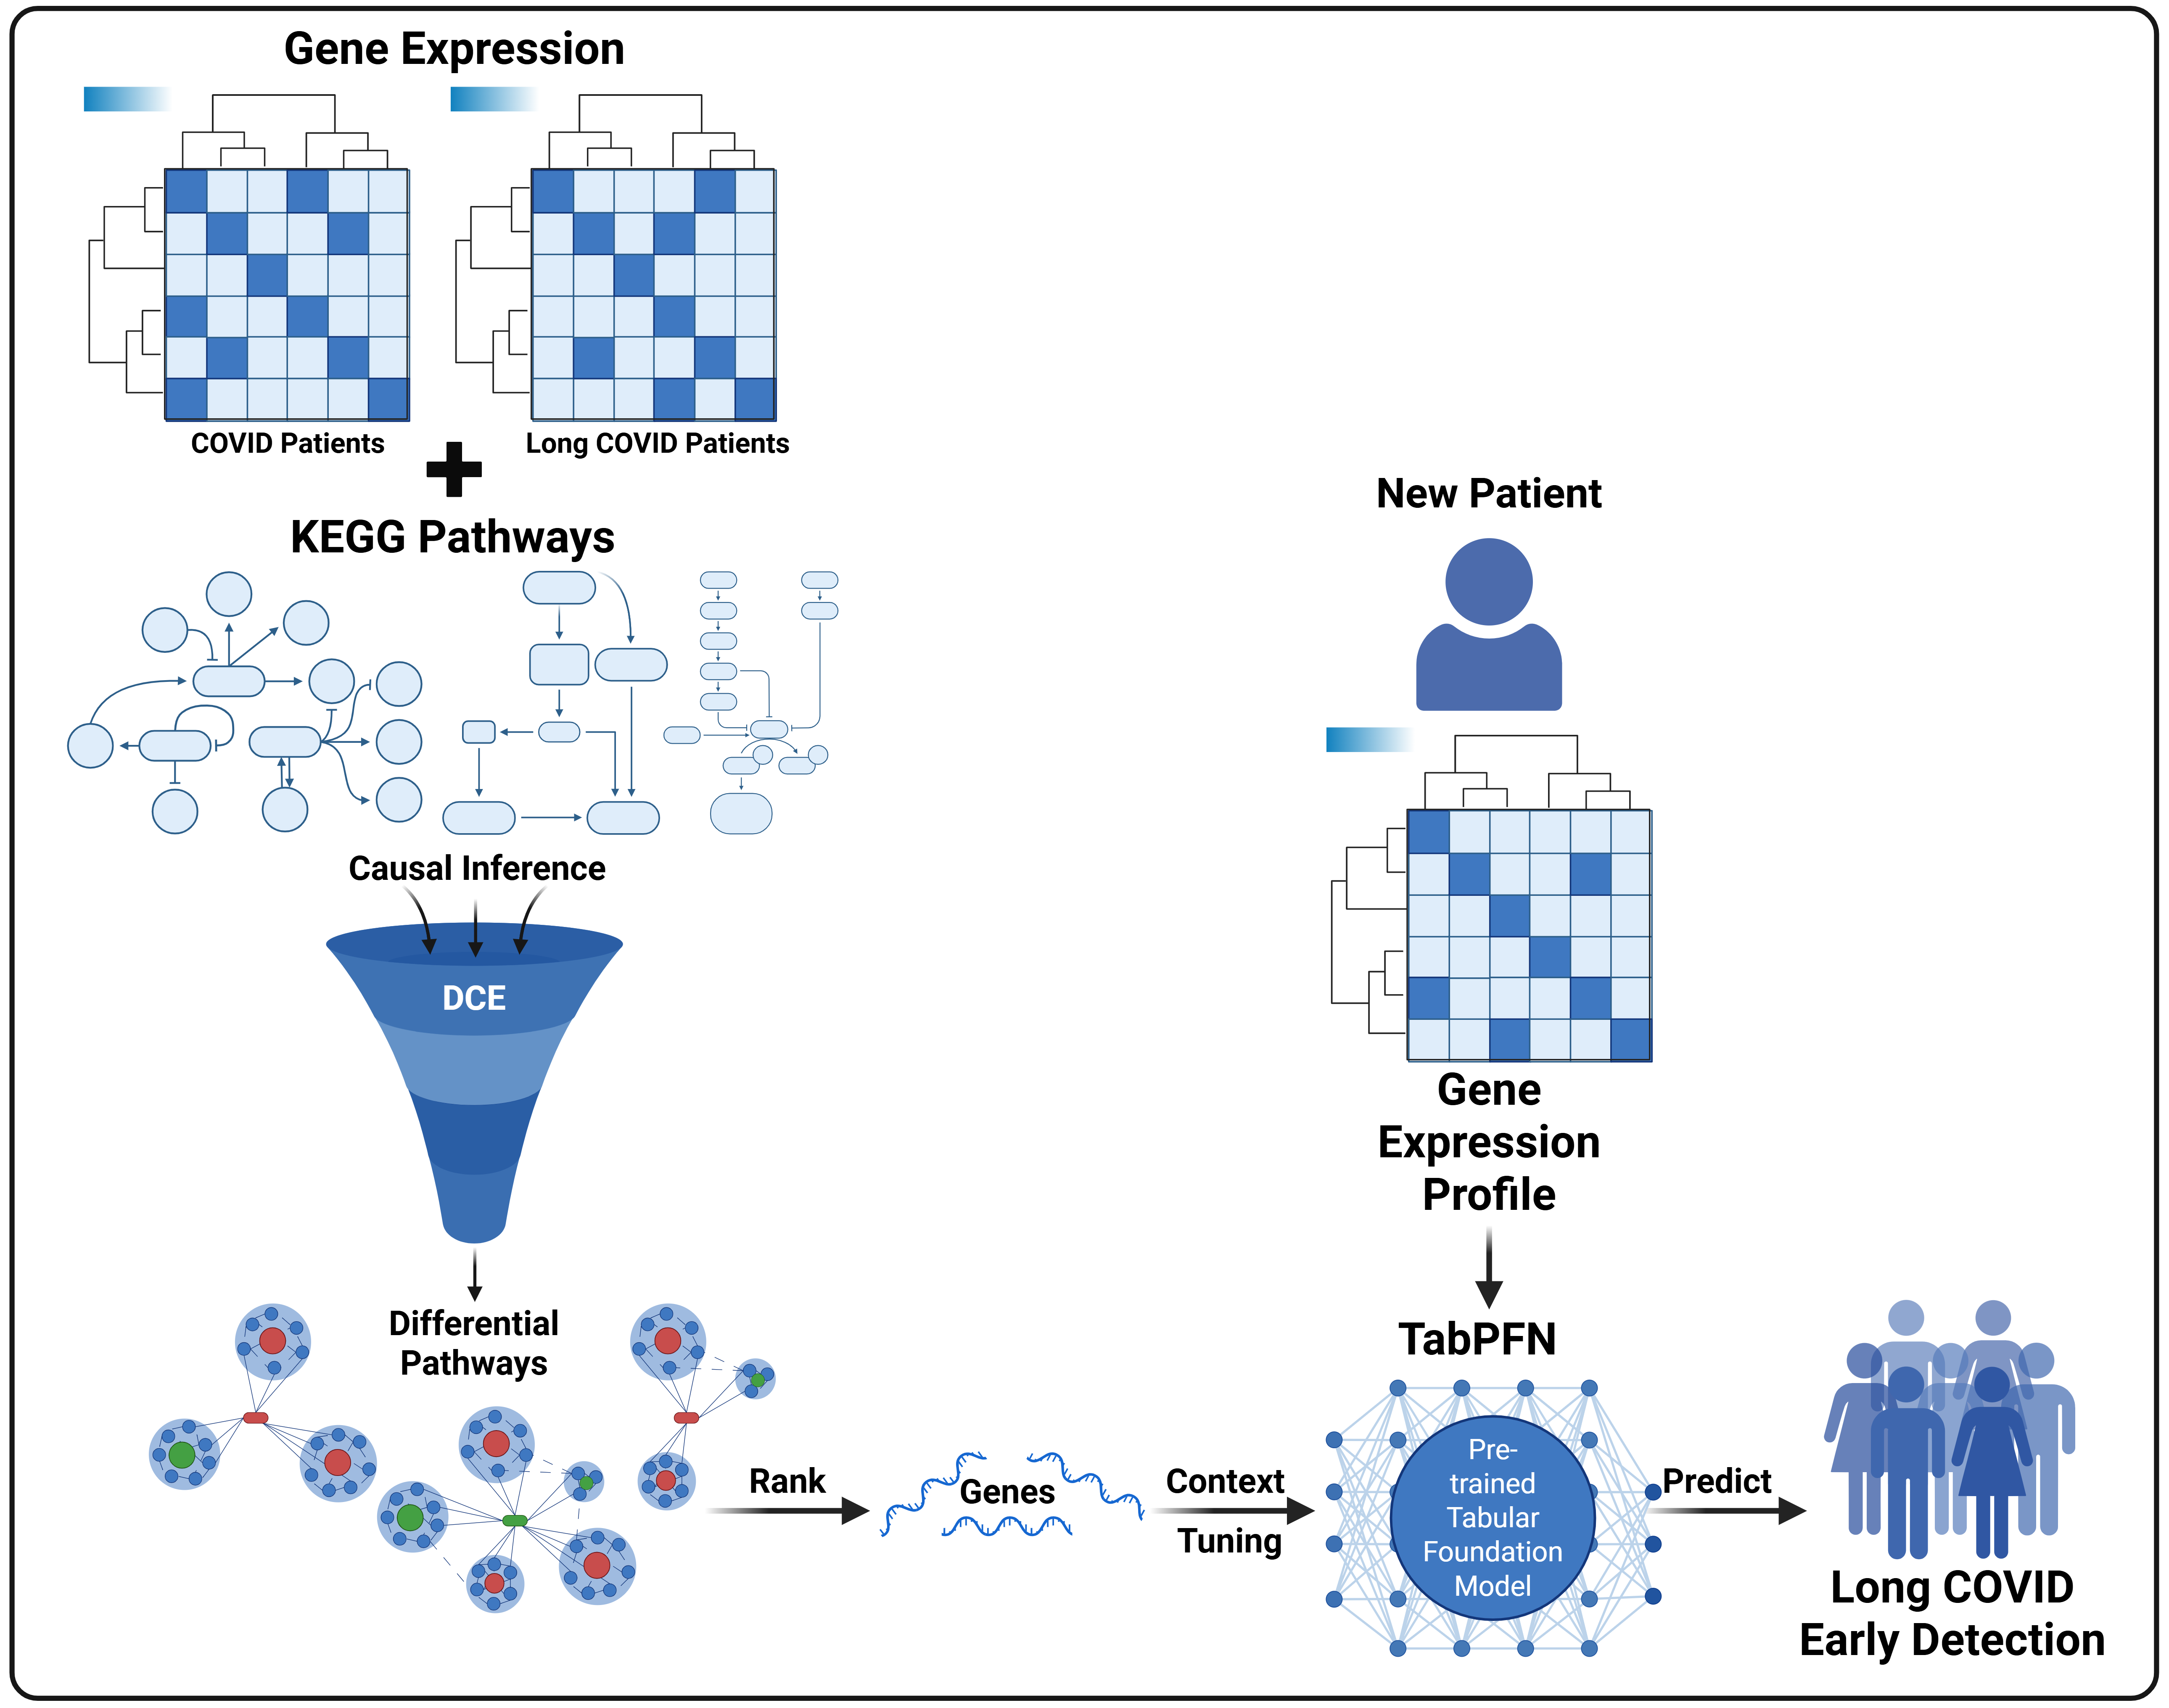 Gene Expression
COVID Patients
Long COVID Patients
KEGG Pathways
Causal Inference
DCE
Differential
Pathways
Rank
Genes
Context
Tuning
New Patient
Gene
Expression
Profile
TabPFN
Pre-
trained
Tabular
Foundation
Model
Predict
Long COVID
Early Detection